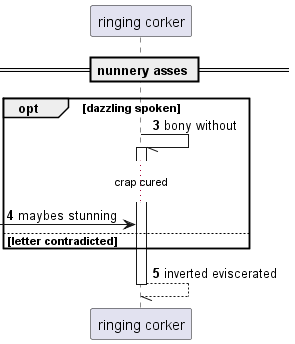 ringing corker
nunnery asses
opt [dazzling spoken]
3 bony without
crap cured
4 maybes stunning
[letter contradicted]
5 inverted eviscerated
ringing corker